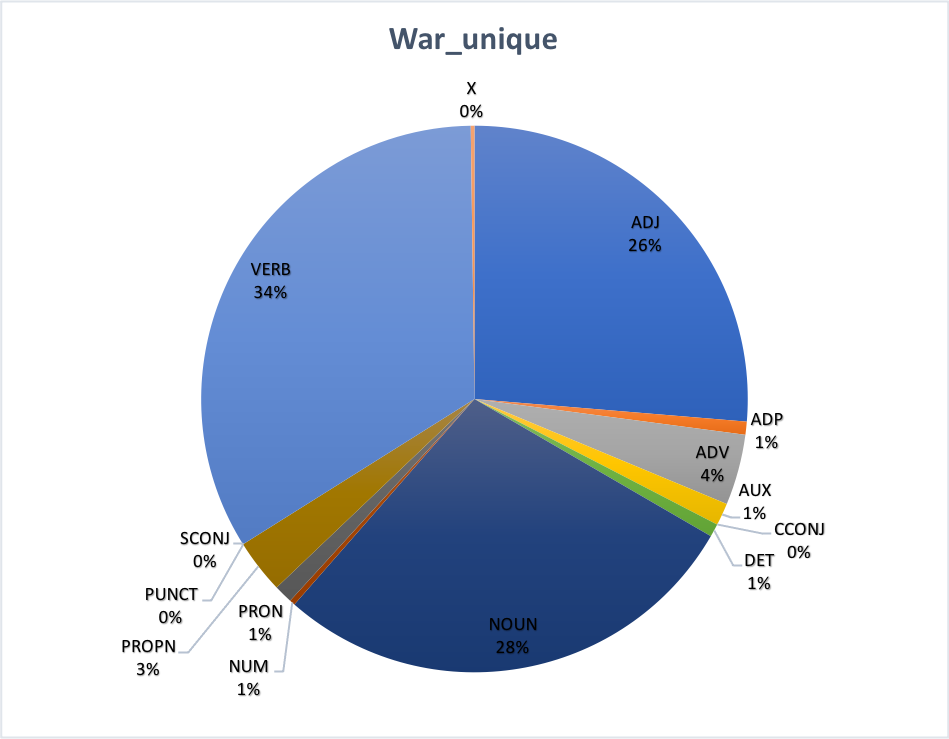 War_unique
X
0%
ADJ
26%
ADP
1%
ADV
4%
AUX
1%
CCONJ
0%
DET
1%
NOUN
28%
NUM
1%
PRON
1%
PROPN
3%
PUNCT
0%
SCONJ
0%
VERB
34%